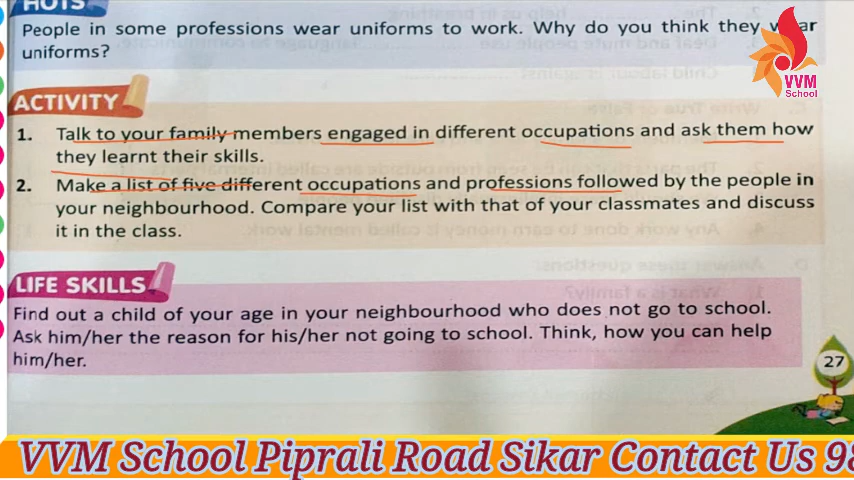 HOTS
People in some professions wear uniforms to work. Why do you think they wear
uniforms?
VVM
School
ACTIVITY
1. Talk to your family members engaged in different occupations and ask them how
they learnt their skills.
2. Make a list of five different occupations and professions followed by the people in
your neighbourhood. Compare your list with that of your classmates and discuss
it in the class.
LIFE SKILLS
Find out a child of your age in your neighbourhood who does not go to school.
Ask him/her the reason for his/her not going to school. Think, how you can help
him/her.
27
VVM School Piprali Road Sikar Contact Us 98